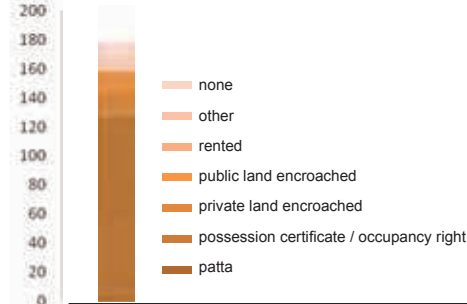 200
180
160
140
120
100
80
60
40
20
0
none
other
rented
public land encroached
private land encroached
possession certificate / occupancy right
patta